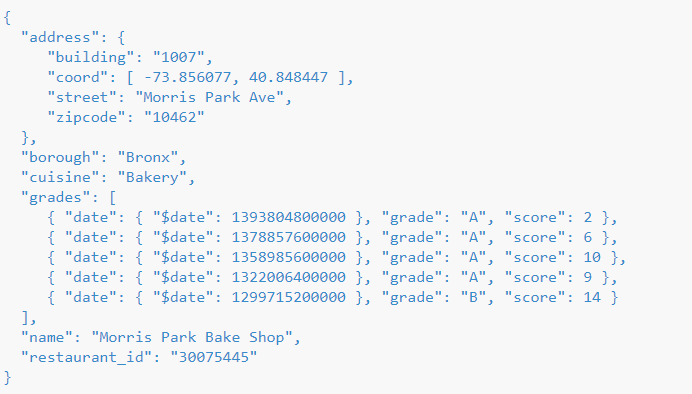 {
  "address": {
     "building": "1007",
     "coord": [ -73.856077, 40.848447 ],
     "street": "Morris Park Ave",
     "zipcode": "10462"
  },
  "borough": "Bronx",
  "cuisine": "Bakery",
  "grades": [
     { "date": { "$date": 1393804800000 }, "grade": "A", "score": 2 },
     { "date": { "$date": 1378857600000 }, "grade": "A", "score": 6 },
     { "date": { "$date": 1358985600000 }, "grade": "A", "score": 10 },
     { "date": { "$date": 1322006400000 }, "grade": "A", "score": 9 },
     { "date": { "$date": 1299715200000 }, "grade": "B", "score": 14 }
  ],
  "name": "Morris Park Bake Shop",
  "restaurant_id": "30075445"
}